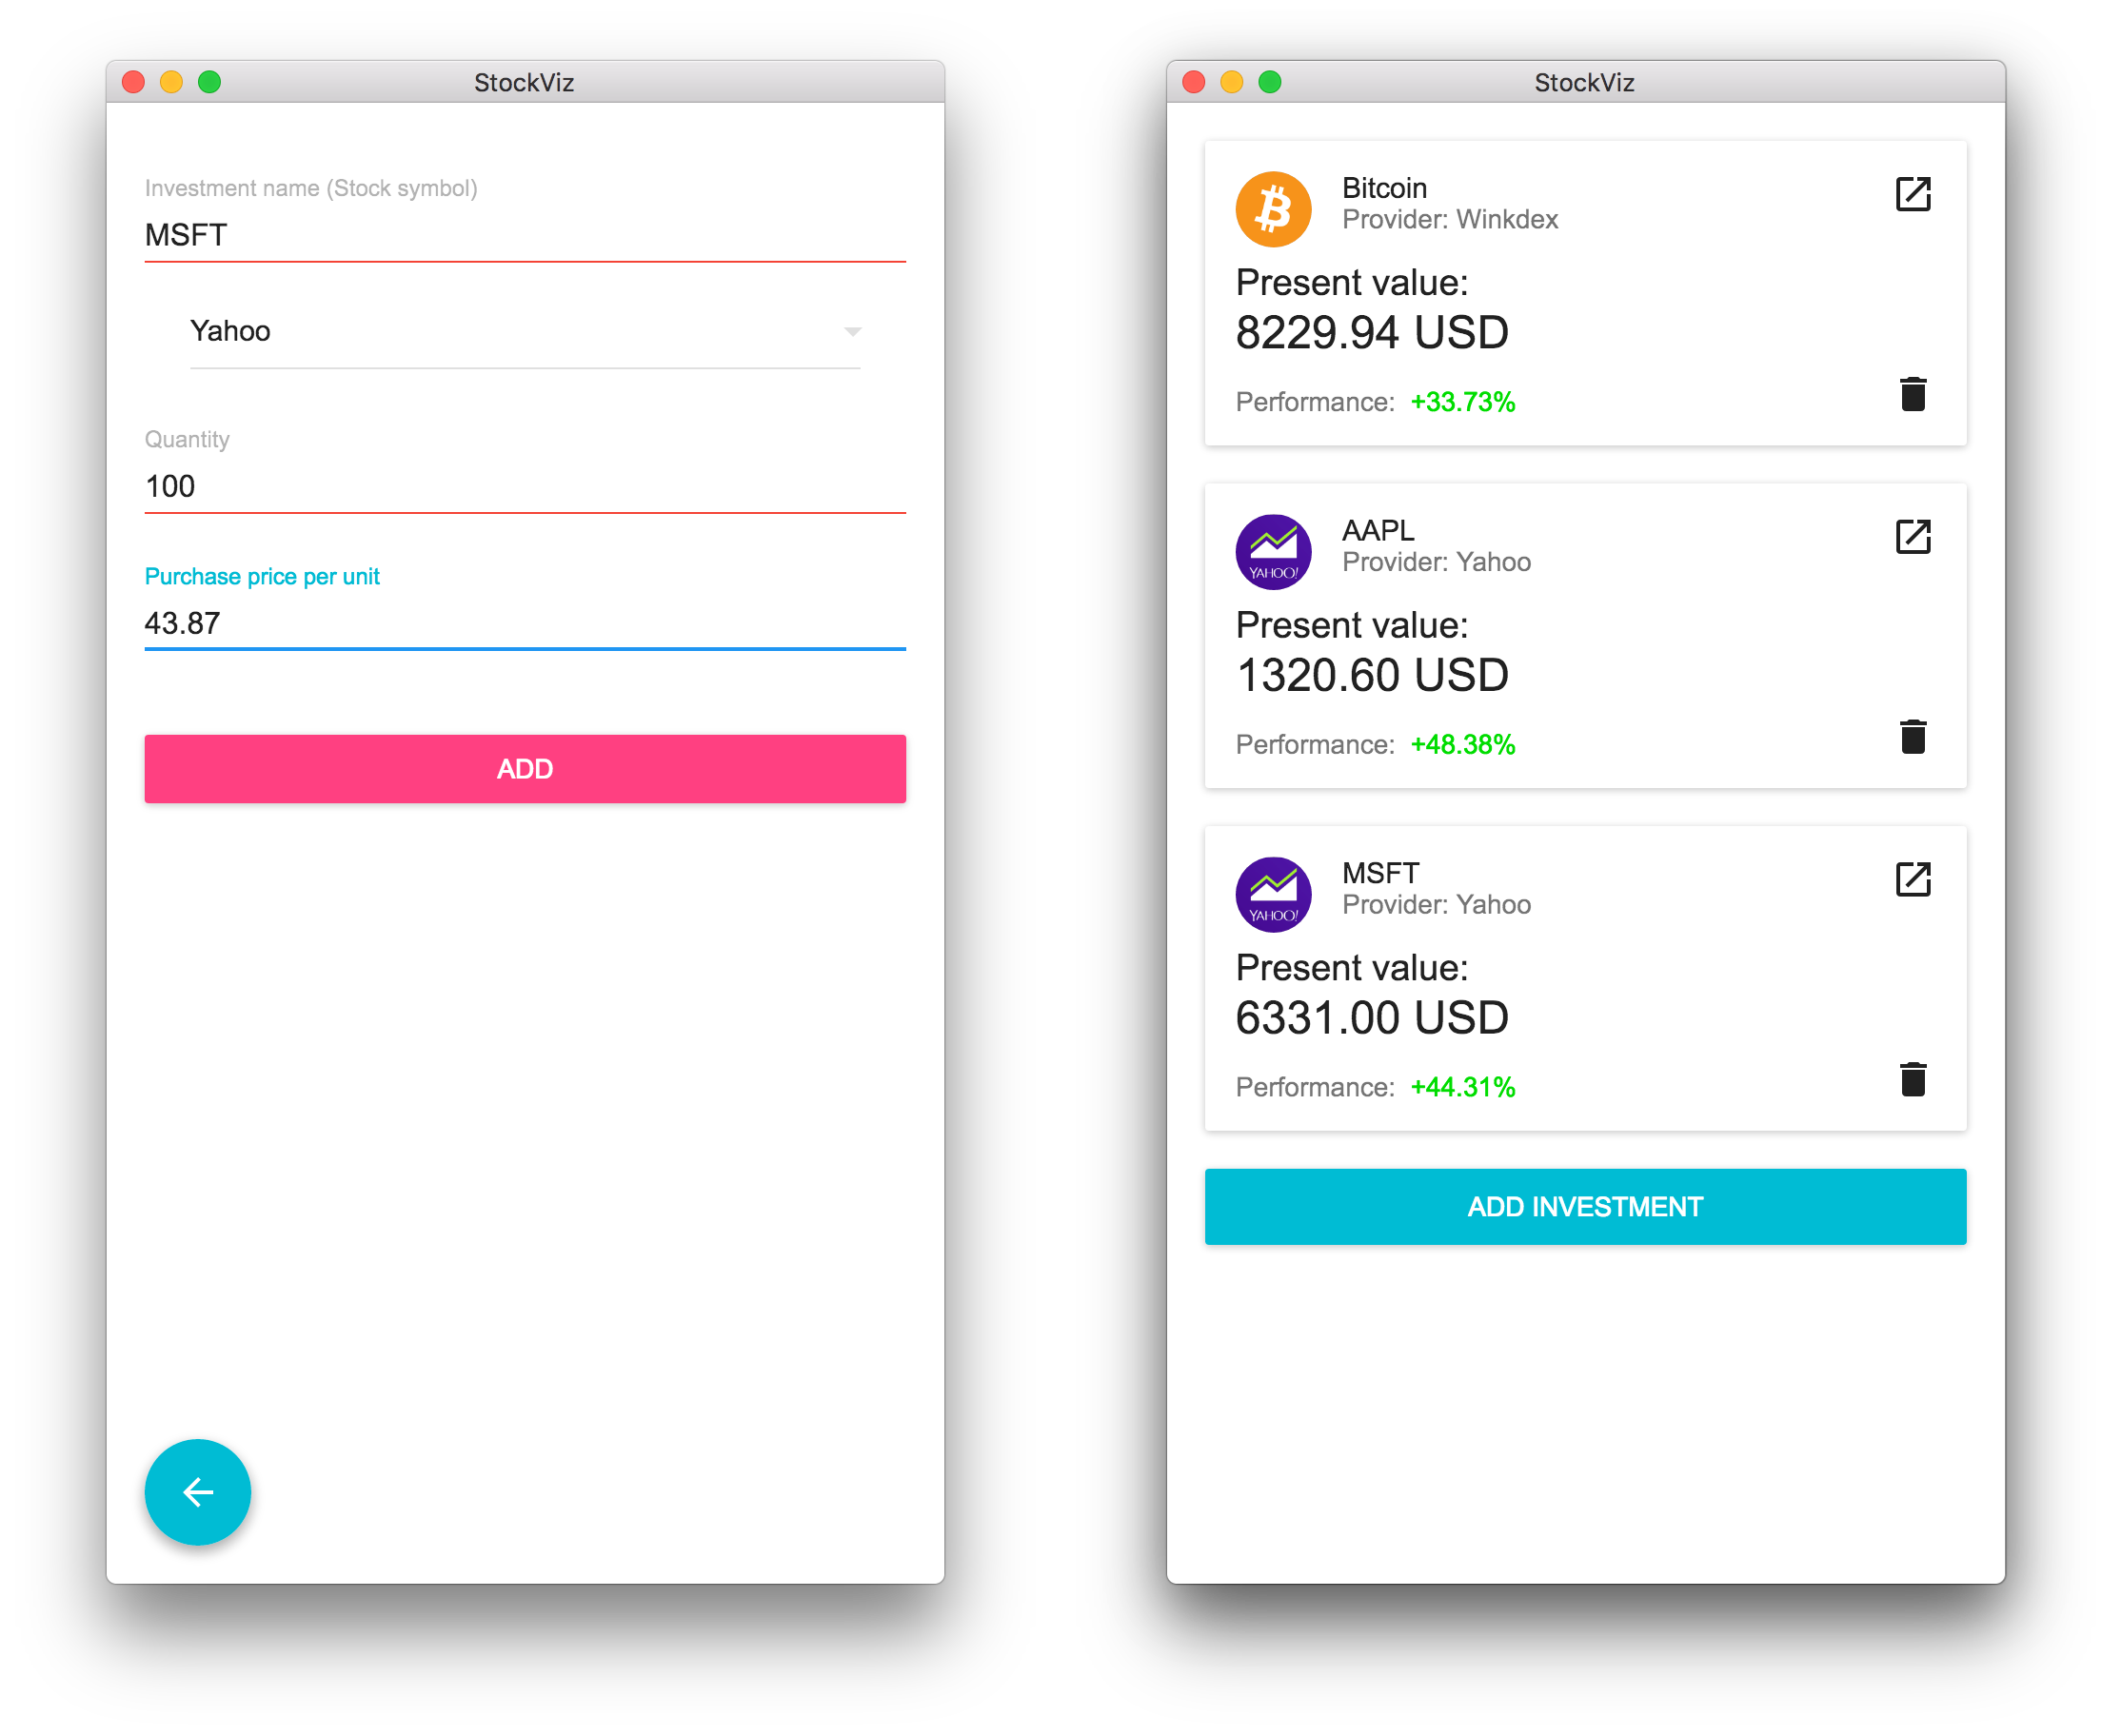 StockViz
Investment name (Stock symbol)
MSFT
Yahoo
Quantity
100
Purchase price per unit
43.87
ADD
StockViz
Bitcoin
Provider: Winkdex
Present value:
8229.94 USD
Performance: +33.73%
AAPL
Provider: Yahoo
YAHOO!
Present value:
1320.60 USD
Performance: +48.38%
MSFT
Provider: Yahoo
YAHOO!
Present value:
6331.00 USD
Performance: +44.31%
ADD INVESTMENT